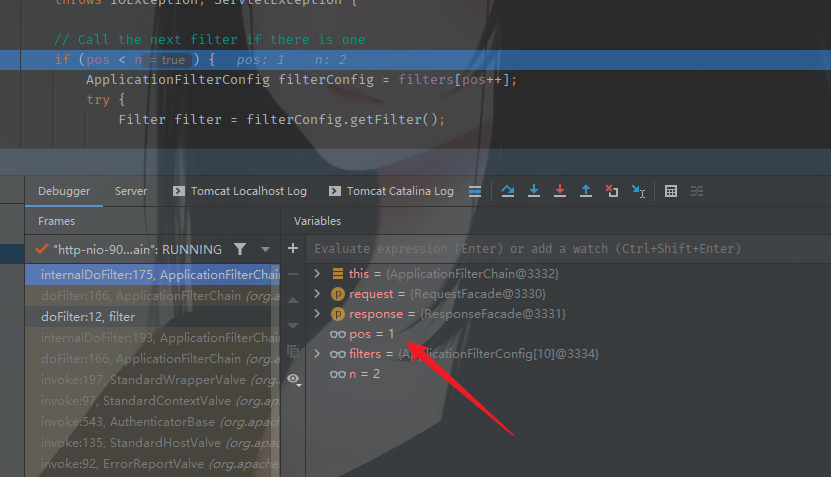 throws IOException, ServletException {
// Call the next filter if there is one
if (pos < n = true ) { pos: 1 n: 2
ApplicationFilterConfig filterConfig = filters[pos++];
try {
Filter filter = filterConfig.getFilter();
Debugger Server Tomcat Localhost Log Tomcat Catalina Log
Frames Variables
"http-nio-90...ain": RUNNING
Evaluate expression (Enter) or add a watch (Ctrl+Shift+Enter)
internalDoFilter:175, ApplicationFilterChai
doFilter:166, ApplicationFilterChain (org.a
doFilter:12, filter
internalDoFilter:193, ApplicationFilterChai
doFilter:166, ApplicationFilterChain (org.a
invoke:197, StandardWrapperValve (org.a
invoke:97, StandardContextValve (org.apa
invoke:543, AuthenticatorBase (org.apac
invoke:135, StandardHostValve (org.apac
invoke:92, ErrorReportValve (org.apache
this = {ApplicationFilterChain@3332}
request = {RequestFacade@3330}
response = {ResponseFacade@3331}
pos = 1
filters = {ApplicationFilterConfig[10]@3334}
n = 2